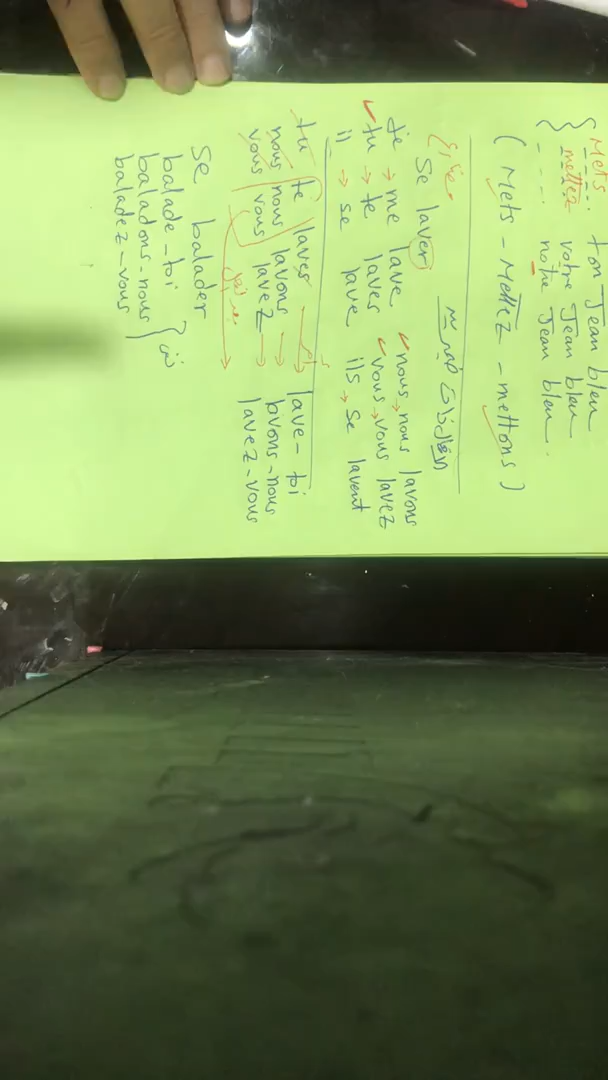 Mets ton Jean bleu
mettez votre Jean bleu
notre Jean bleu.
(Mets - Mettez - mettons)
Se laver
je → me lave nous → nous lavons
tu → te laves vous → vous lavez
il → se lave ils → se lavent
tu te laves → lave-toi
nous nous lavons → lavons-nous
vous vous lavez → lavez-vous
se balader
balade-toi
baladons-nous
baladez-vous